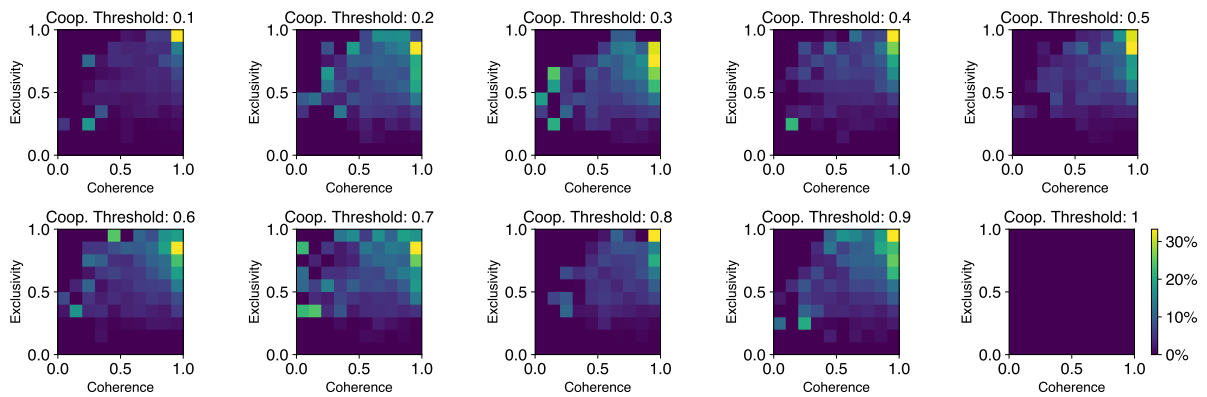 Coop. Threshold: 0.1
1.0
0.5
0.0
Exclusivity
0.0 0.5 1.0
Coherence
Coop. Threshold: 0.2
1.0
0.5
0.0
Exclusivity
0.0 0.5 1.0
Coherence
Coop. Threshold: 0.3
1.0
0.5
0.0
Exclusivity
0.0 0.5 1.0
Coherence
Coop. Threshold: 0.4
1.0
0.5
0.0
Exclusivity
0.0 0.5 1.0
Coherence
Coop. Threshold: 0.5
1.0
0.5
0.0
Exclusivity
0.0 0.5 1.0
Coherence
Coop. Threshold: 0.6
1.0
0.5
0.0
Exclusivity
0.0 0.5 1.0
Coherence
Coop. Threshold: 0.7
1.0
0.5
0.0
Exclusivity
0.0 0.5 1.0
Coherence
Coop. Threshold: 0.8
1.0
0.5
0.0
Exclusivity
0.0 0.5 1.0
Coherence
Coop. Threshold: 0.9
1.0
0.5
0.0
Exclusivity
0.0 0.5 1.0
Coherence
Coop. Threshold: 1
1.0
0.5
0.0
Exclusivity
0.0 0.5 1.0
Coherence
30%
20%
10%
0%